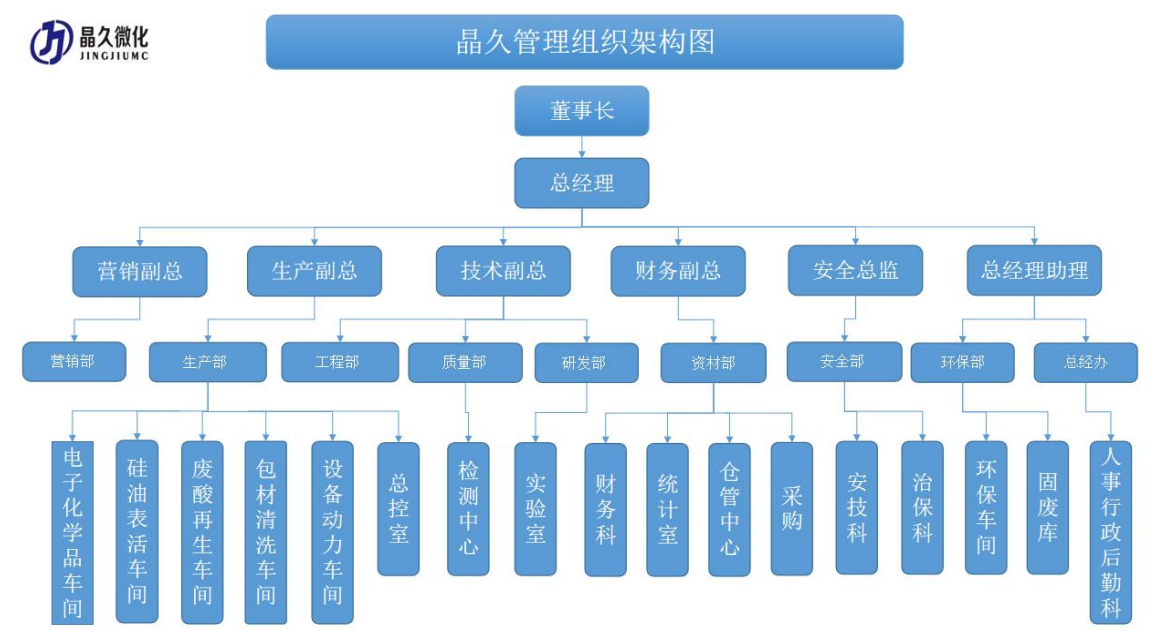 晶久微化
JINGJIUMC
晶久管理组织架构图
董事长
总经理
营销副总
生产副总
技术副总
财务副总
安全总监
总经理助理
营销部
生产部
工程部
质量部
研发部
资材部
安全部
环保部
总经办
电子化学品车间
硅油表活车间
废酸再生车间
包材清洗车间
设备动力车间
总控室
检测中心
实验室
财务科
统计室
仓管中心
采购
安技科
治保科
环保车间
固废库
人事行政后勤科